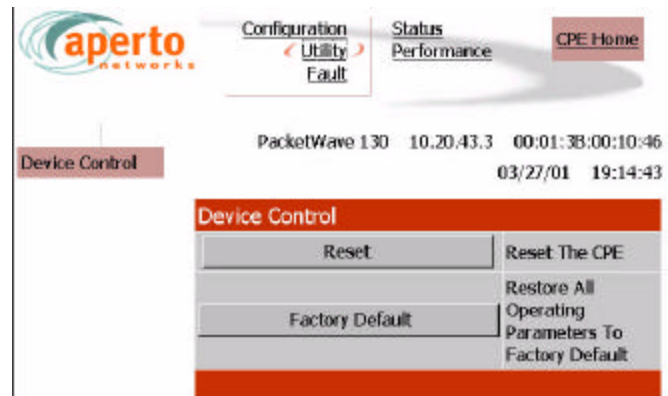 aperto
networks
Configuration
Utility
Fault
Status
Performance
CPE Home
PacketWave 130 10.20.43.3 00:01:3B:00:10:46
03/27/01 19:14:43
Device Control
Device Control
Reset
Reset The CPE
Factory Default
Restore All
Operating
Parameters To
Factory Default